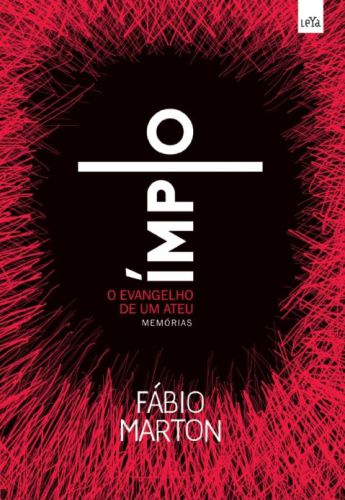 LeYa
ÍMPIO
O EVANGELHO
DE UM ATEU
MEMÓRIAS
FÁBIO
MARTON